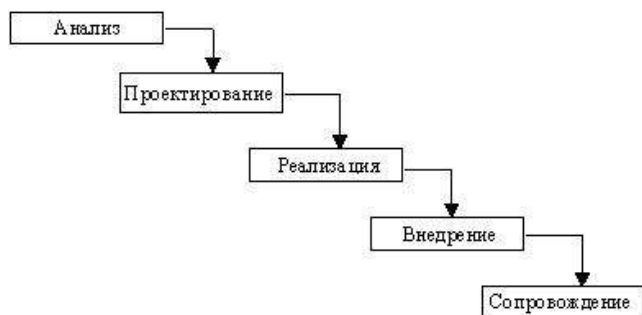 Анализ
Проектирование
Реализация
Внедрение
Сопровождение